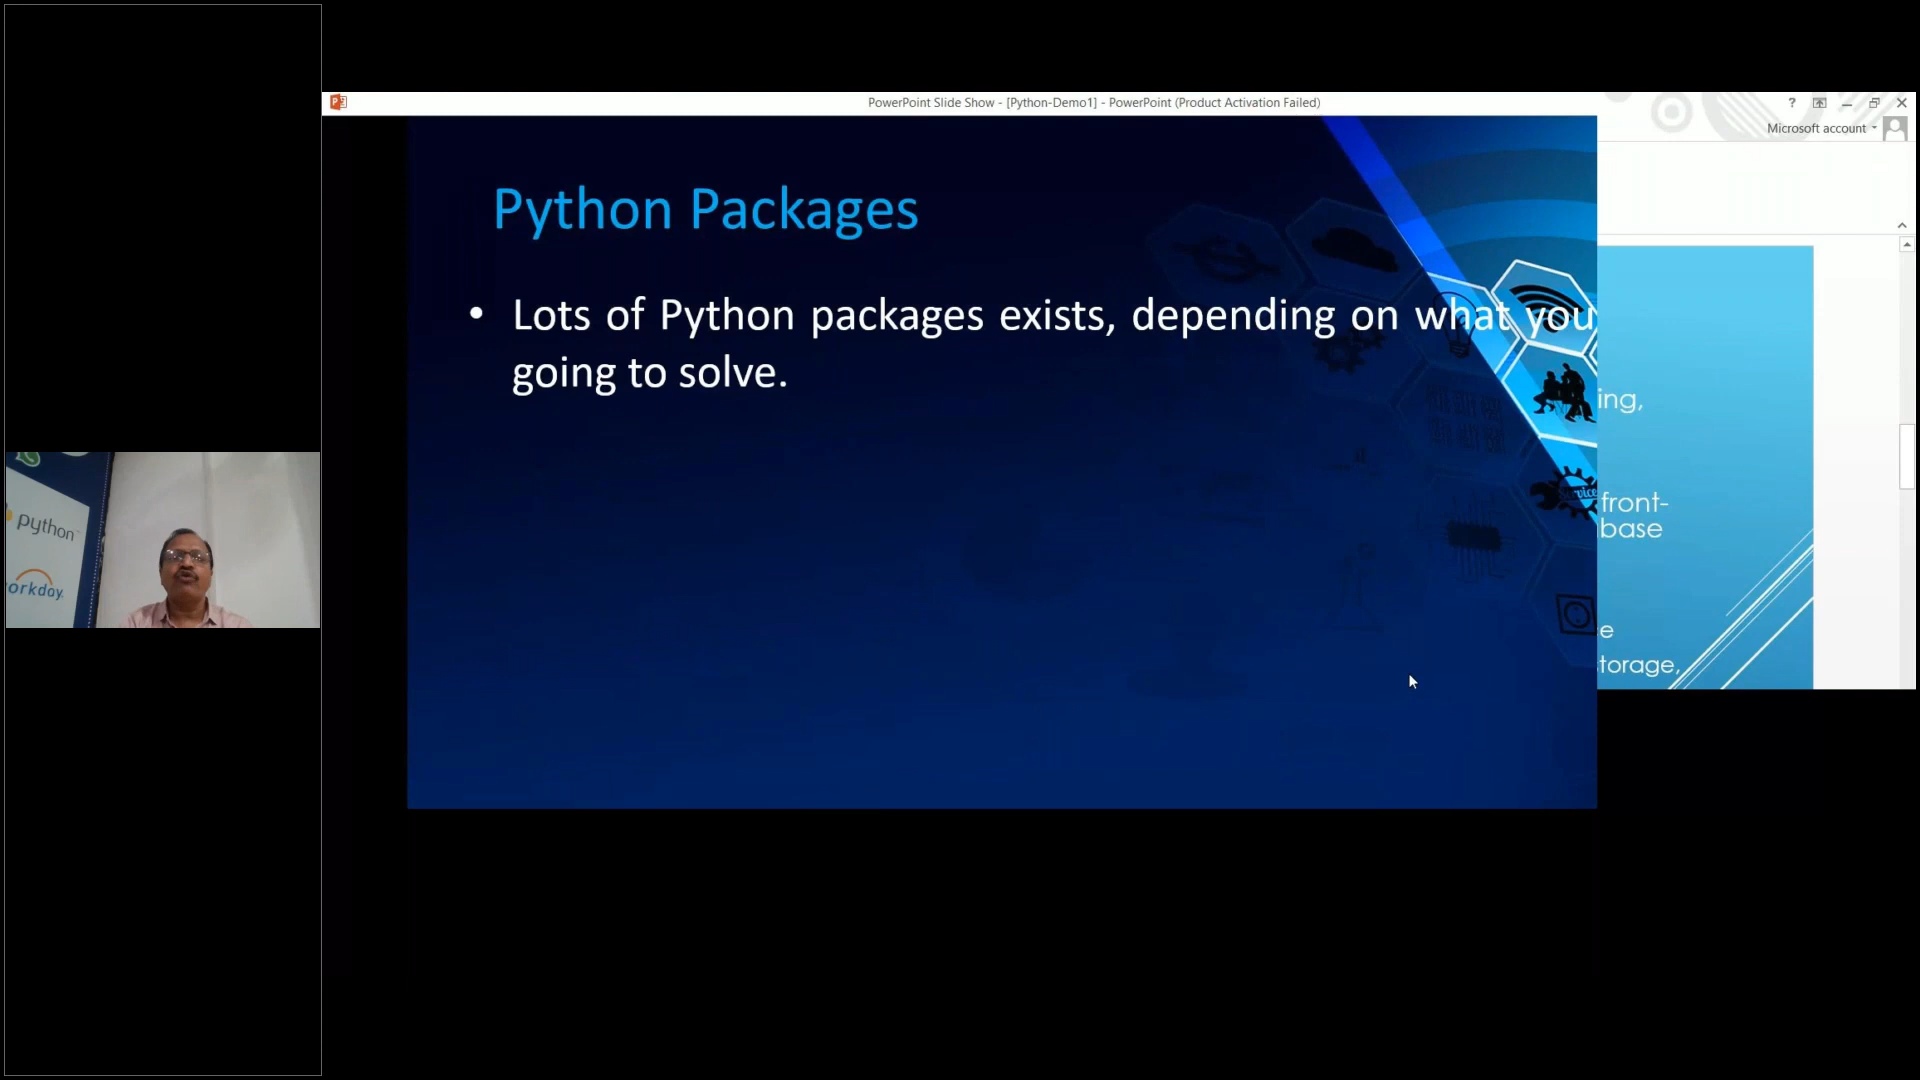 PowerPoint Slide Show - [Python-Demo1] - PowerPoint (Product Activation Failed)
?
Microsoft account
Python Packages
• Lots of Python packages exists, depending on what you
going to solve.
ing,
front-
base
e
torage,
python
orkday.